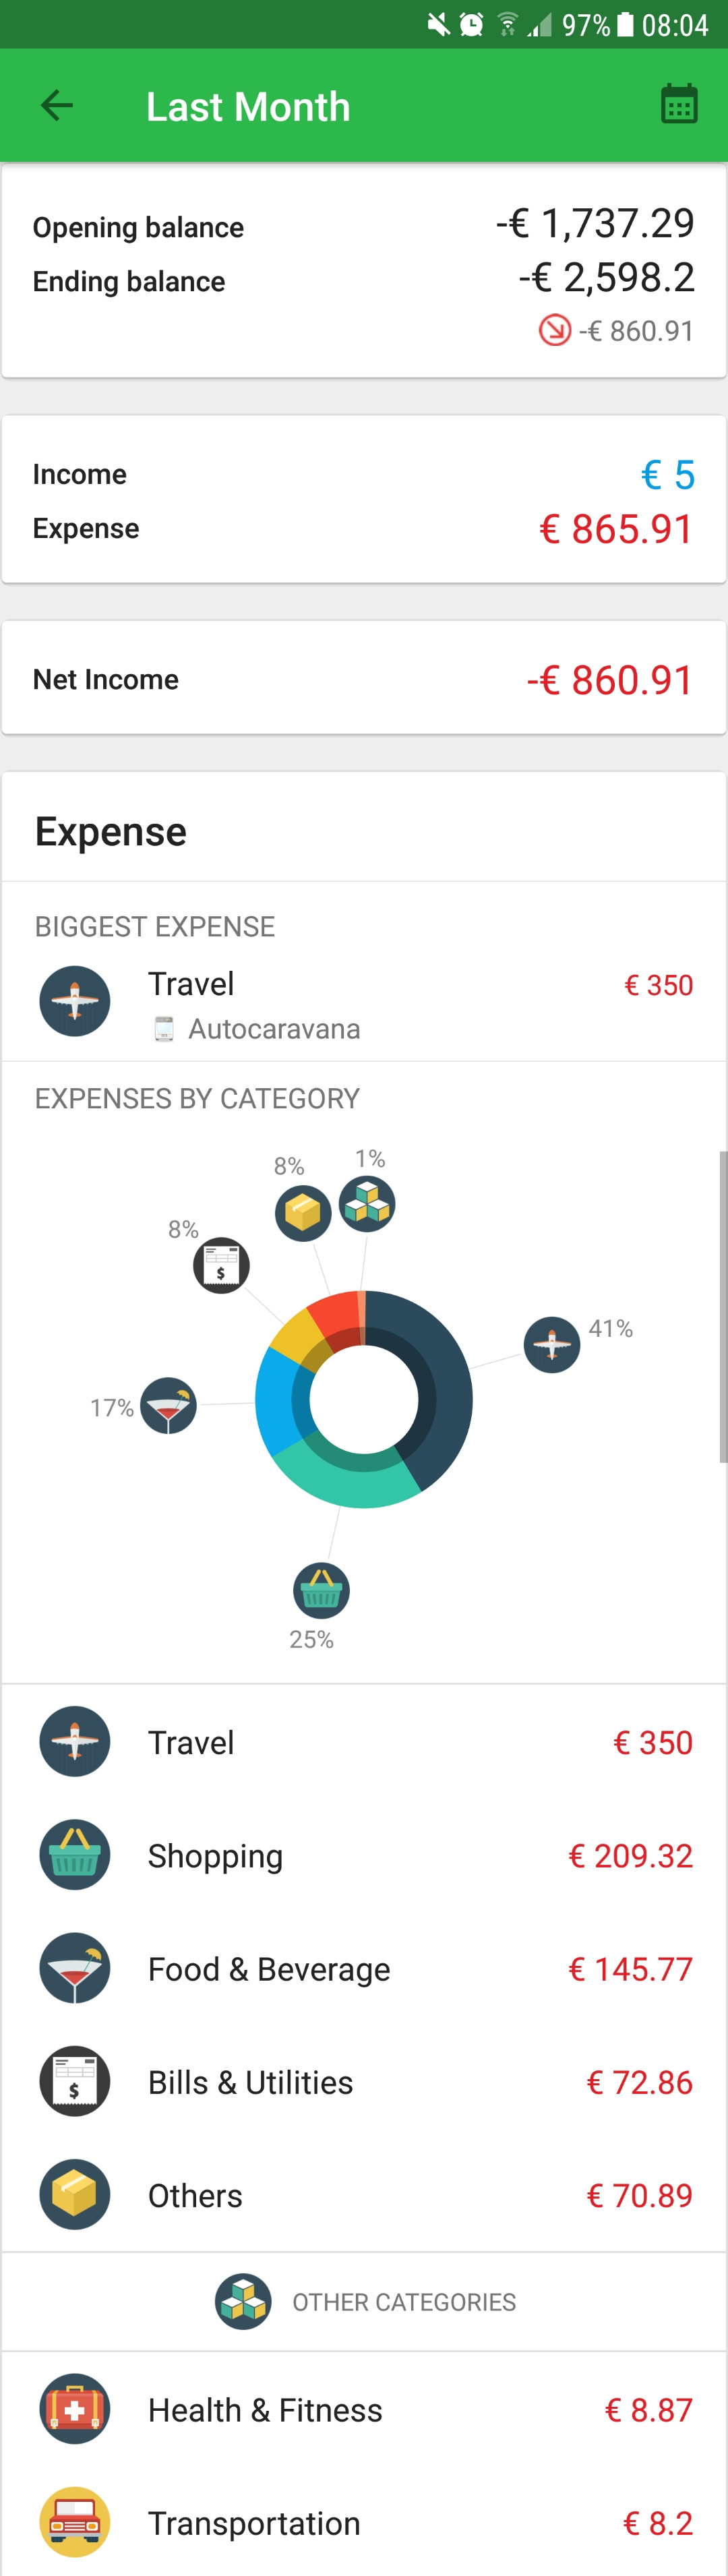 97% 08:04
Last Month
Opening balance -€ 1,737.29
Ending balance -€ 2,598.2
-€ 860.91
Income € 5
Expense € 865.91
Net Income -€ 860.91
Expense
BIGGEST EXPENSE
Travel € 350
Autocaravana
EXPENSES BY CATEGORY
1%
8%
8%
41%
17%
25%
Travel € 350
Shopping € 209.32
Food & Beverage € 145.77
$
Bills & Utilities € 72.86
Others € 70.89
OTHER CATEGORIES
Health & Fitness € 8.87
Transportation € 8.2